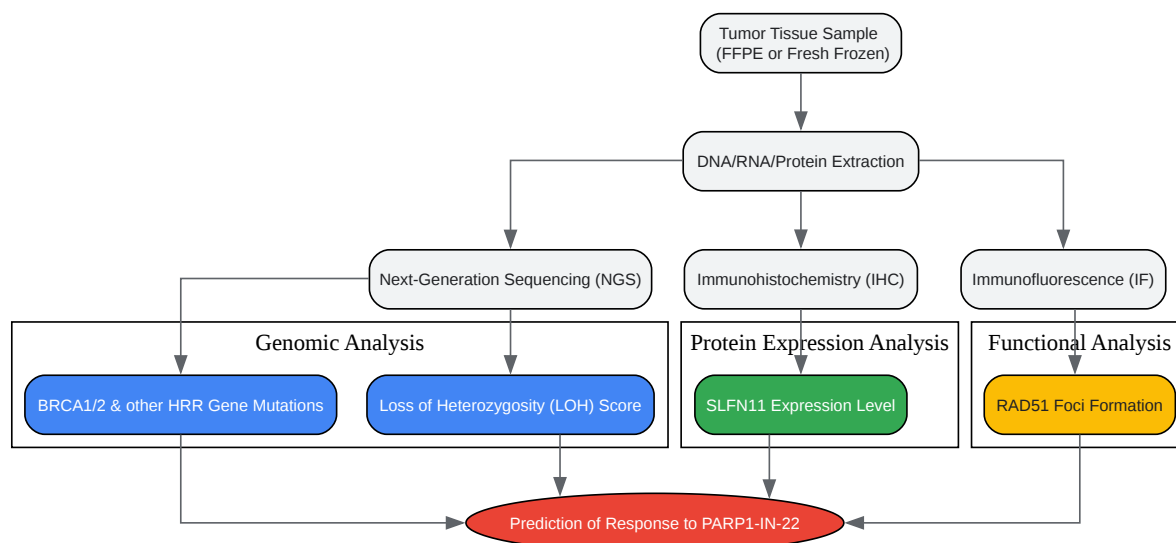 Tumor Tissue Sample
(FFPE or Fresh Frozen)
DNA/RNA/Protein Extraction
Next-Generation Sequencing (NGS)
Immunohistochemistry (IHC)
Immunofluorescence (IF)
Genomic Analysis
Protein Expression Analysis
Functional Analysis
BRCA1/2 & other HRR Gene Mutations
Loss of Heterozygosity (LOH) Score
SLFN11 Expression Level
RAD51 Foci Formation
Prediction of Response to PARP1-IN-22